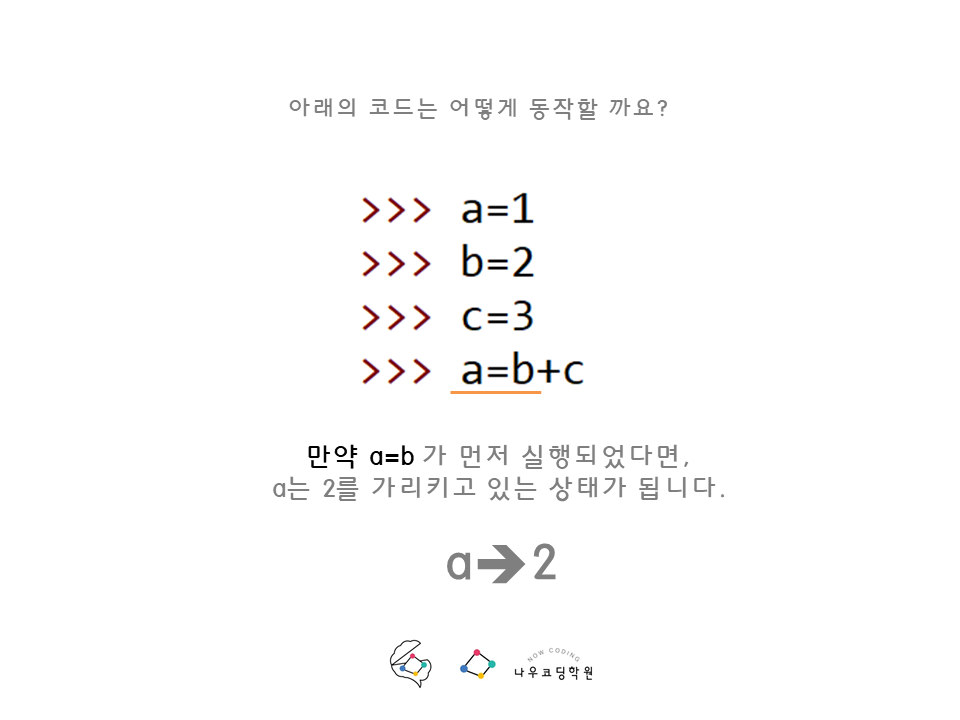 아래의 코드는 어떻게 동작할 까요?
>>> a=1
>>> b=2
>>> c=3
>>> a=b+c
만약 a=b 가 먼저 실행되었다면,
a는 2를 가리키고 있는 상태가 됩니다.
a➔2
NOW CODING
나우코딩학원